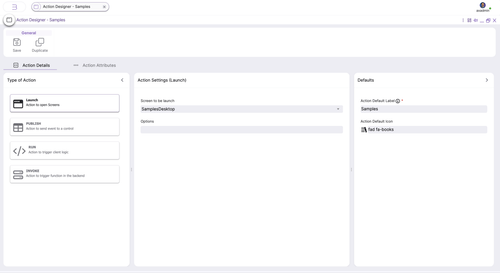 Action Designer - Samples
academic
Action Designer - Samples
General
Save
Duplicate
Action Details
Action Attributes
Type of Action
Action Settings (Launch)
Defaults
Launch
Action to open Screens
PUBLISH
Action to send event to a control
RUN
Action to trigger client logic
INVOKE
Action to trigger function in the backend
Screen to be launch
SamplesDesktop
Options
Action Default Label *
Samples
Action Default Icon
fad fa-books